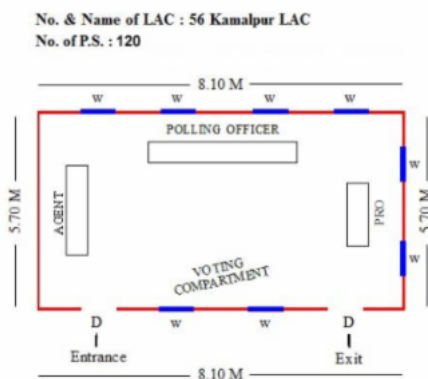 No. & Name of LAC : 56 Kamalpur LAC
No. of P.S. : 120
8.10 M
W W W W
POLLING OFFICER
5.70 M
AGENT
PRO
W
5.70 M
VOTING
COMPARTMENT
W
D W W D
Entrance Exit
8.10 M